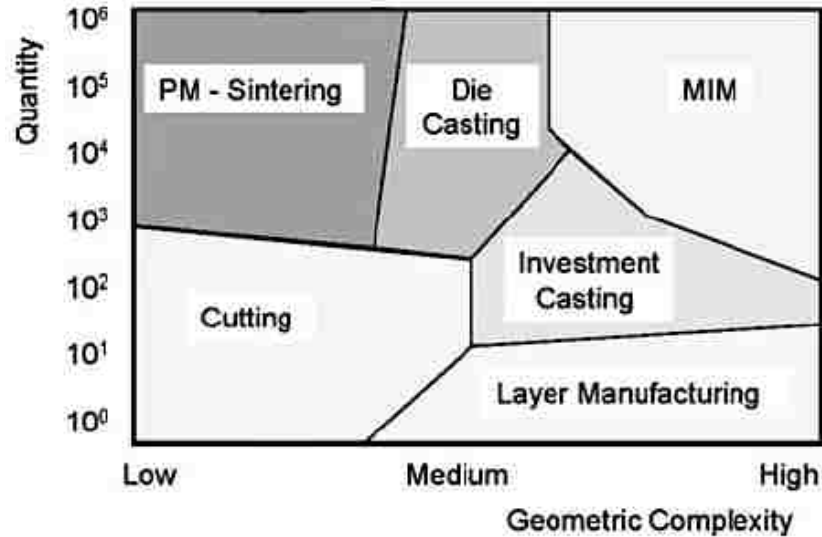 Quantity
10⁶
10⁵
10⁴
10³
10²
10¹
10⁰
PM - Sintering
Die
Casting
MIM
Investment
Casting
Cutting
Layer Manufacturing
Low
Medium
High
Geometric Complexity